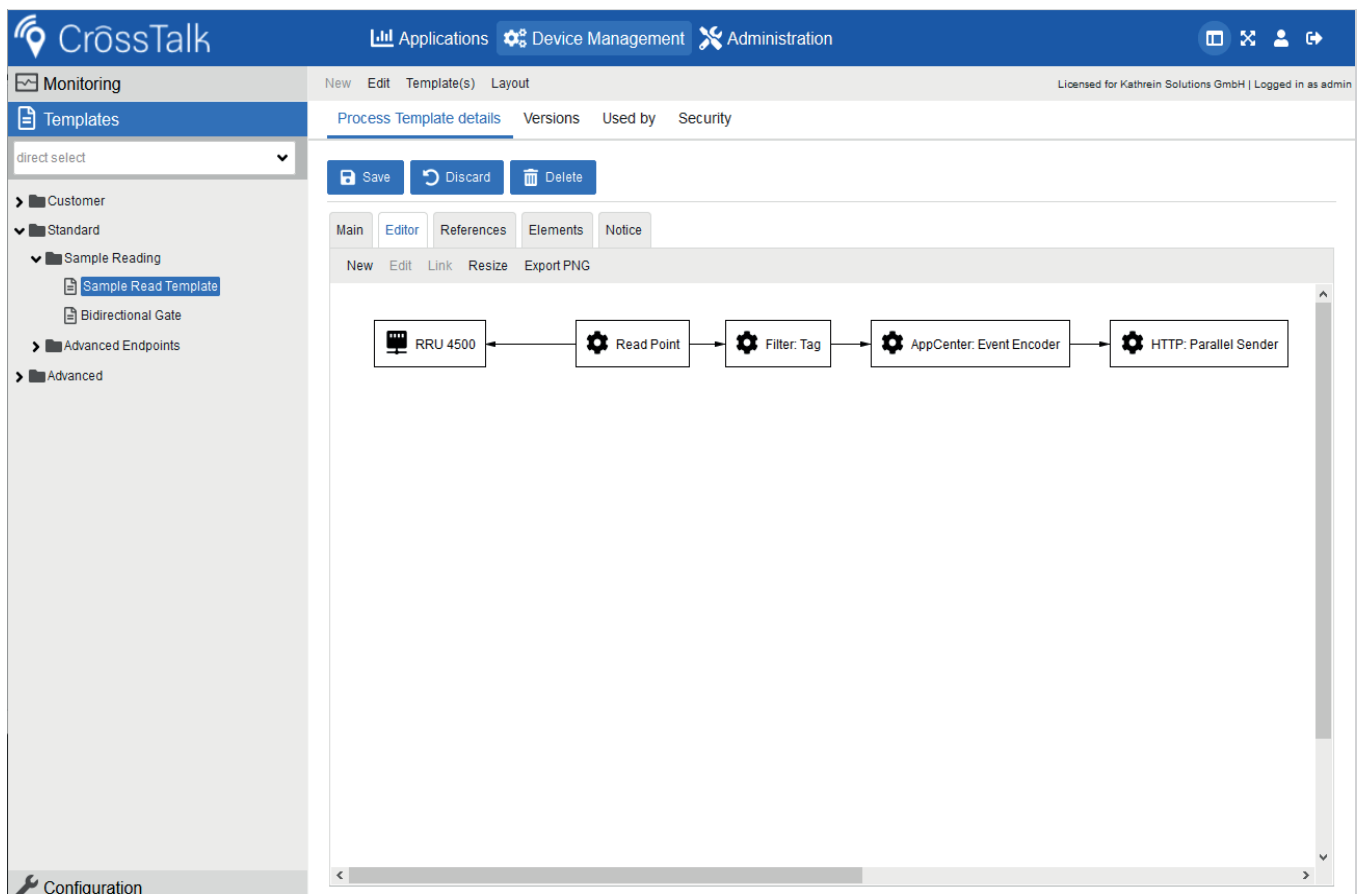 CrōssTalk
Applications Device Management Administration
Monitoring
New Edit Template(s) Layout
Licensed for Kathrein Solutions GmbH | Logged in as admin
Templates
Process Template details Versions Used by Security
direct select
Save Discard Delete
Customer
Standard
Main Editor References Elements Notice
Sample Reading
New Edit Link Resize Export PNG
Sample Read Template
Bidirectional Gate
RRU 4500 Read Point Filter: Tag AppCenter: Event Encoder HTTP: Parallel Sender
Advanced Endpoints
Advanced
Configuration